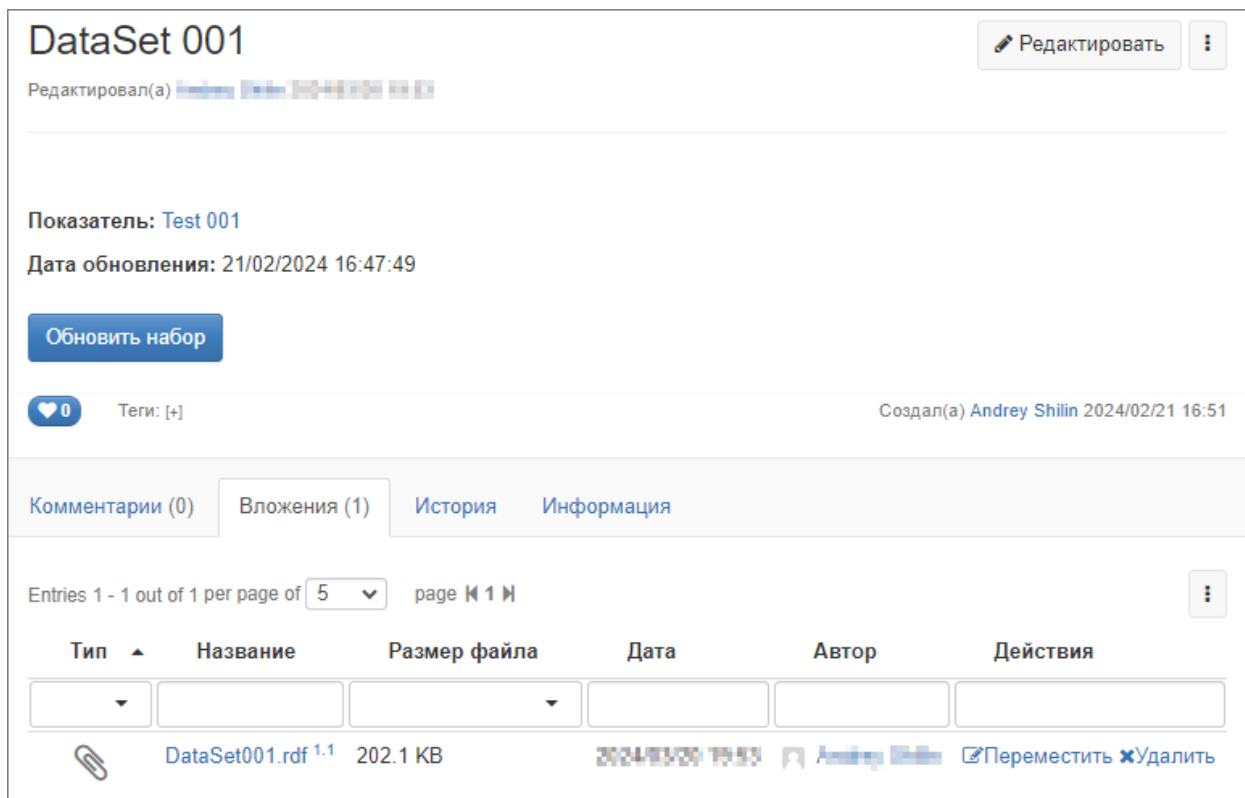 DataSet 001
Редактировать
Редактировал(а)
Показатель: Test 001
Дата обновления: 21/02/2024 16:47:49
Обновить набор
0 Теги: [+] Создал(а) Andrey Shilin 2024/02/21 16:51
Комментарии (0) Вложения (1) История Информация
Entries 1 - 1 out of 1 per page of 5 page 1
Тип Название Размер файла Дата Автор Действия
DataSet001.rdf 1.1 202.1 KB Переместить Удалить